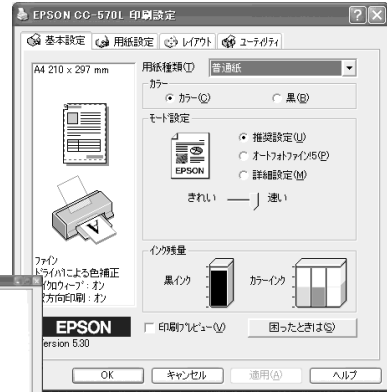 EPSON CC-570L 印刷設定
基本設定 用紙設定 レイアウト ユーティリティ
A4 210 x 297 mm
用紙種類(T) 普通紙
カラー
カラー(C) 黒(B)
モード設定
推奨設定(U)
オートフォトファイン!5(P)
詳細設定(M)
EPSON
きれい 速い
インク残量
黒インク カラーインク
ファイン
ドライバによる色補正
イクロウィーブ: オン
方向印刷: オン
EPSON
ersion 5.30
印刷プレビュー(V) 困ったときは(S)
OK キャンセル 適用(A) ヘルプ